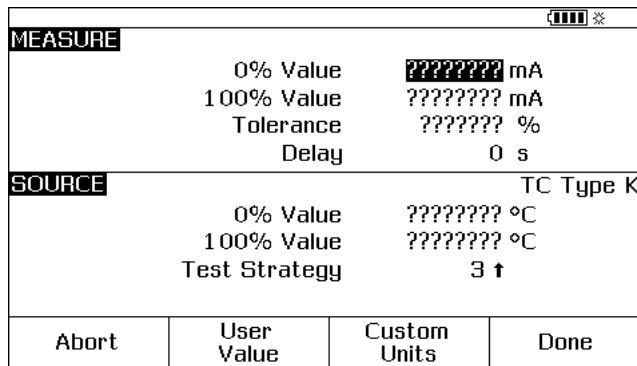 MEASURE
0% Value ???????? mA
100% Value ???????? mA
Tolerance ??????? %
Delay 0 s
SOURCE TC Type K
0% Value ???????? °C
100% Value ???????? °C
Test Strategy 3 ↑
Abort User Value Custom Units Done